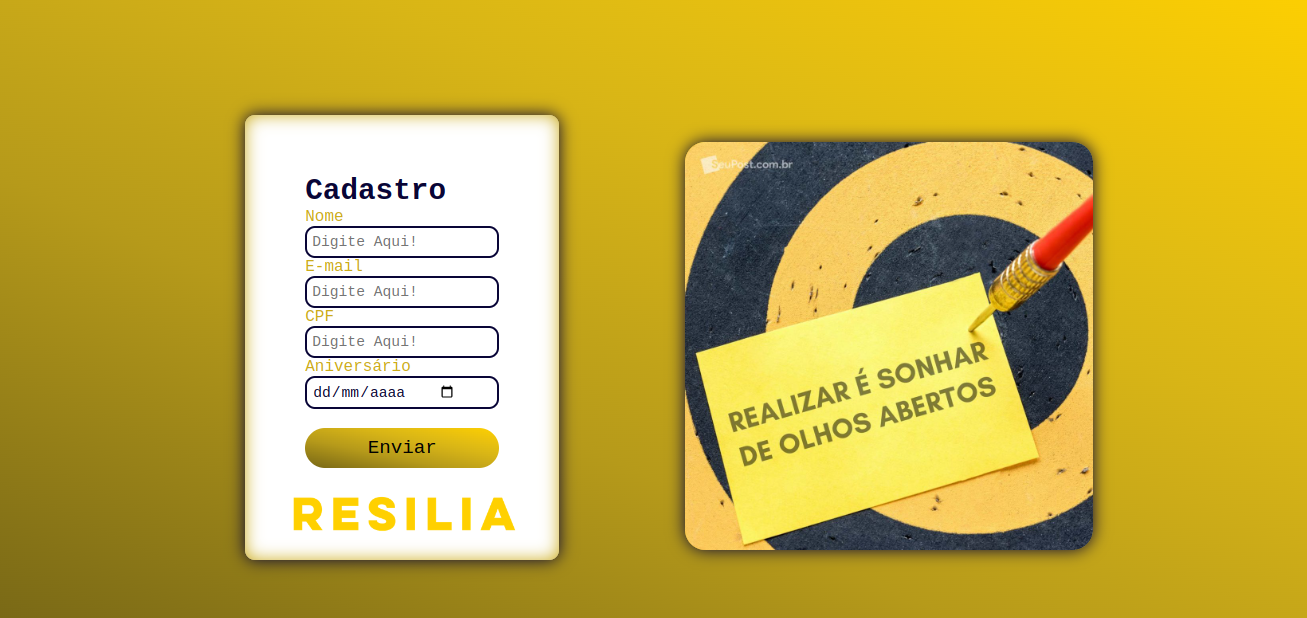 Cadastro
Nome
Digite Aqui!
E-mail
Digite Aqui!
CPF
Digite Aqui!
Aniversário
dd/mm/aaaa
Enviar
RESILIA
SeuPost.com.br
REALIZAR É SONHAR
DE OLHOS ABERTOS